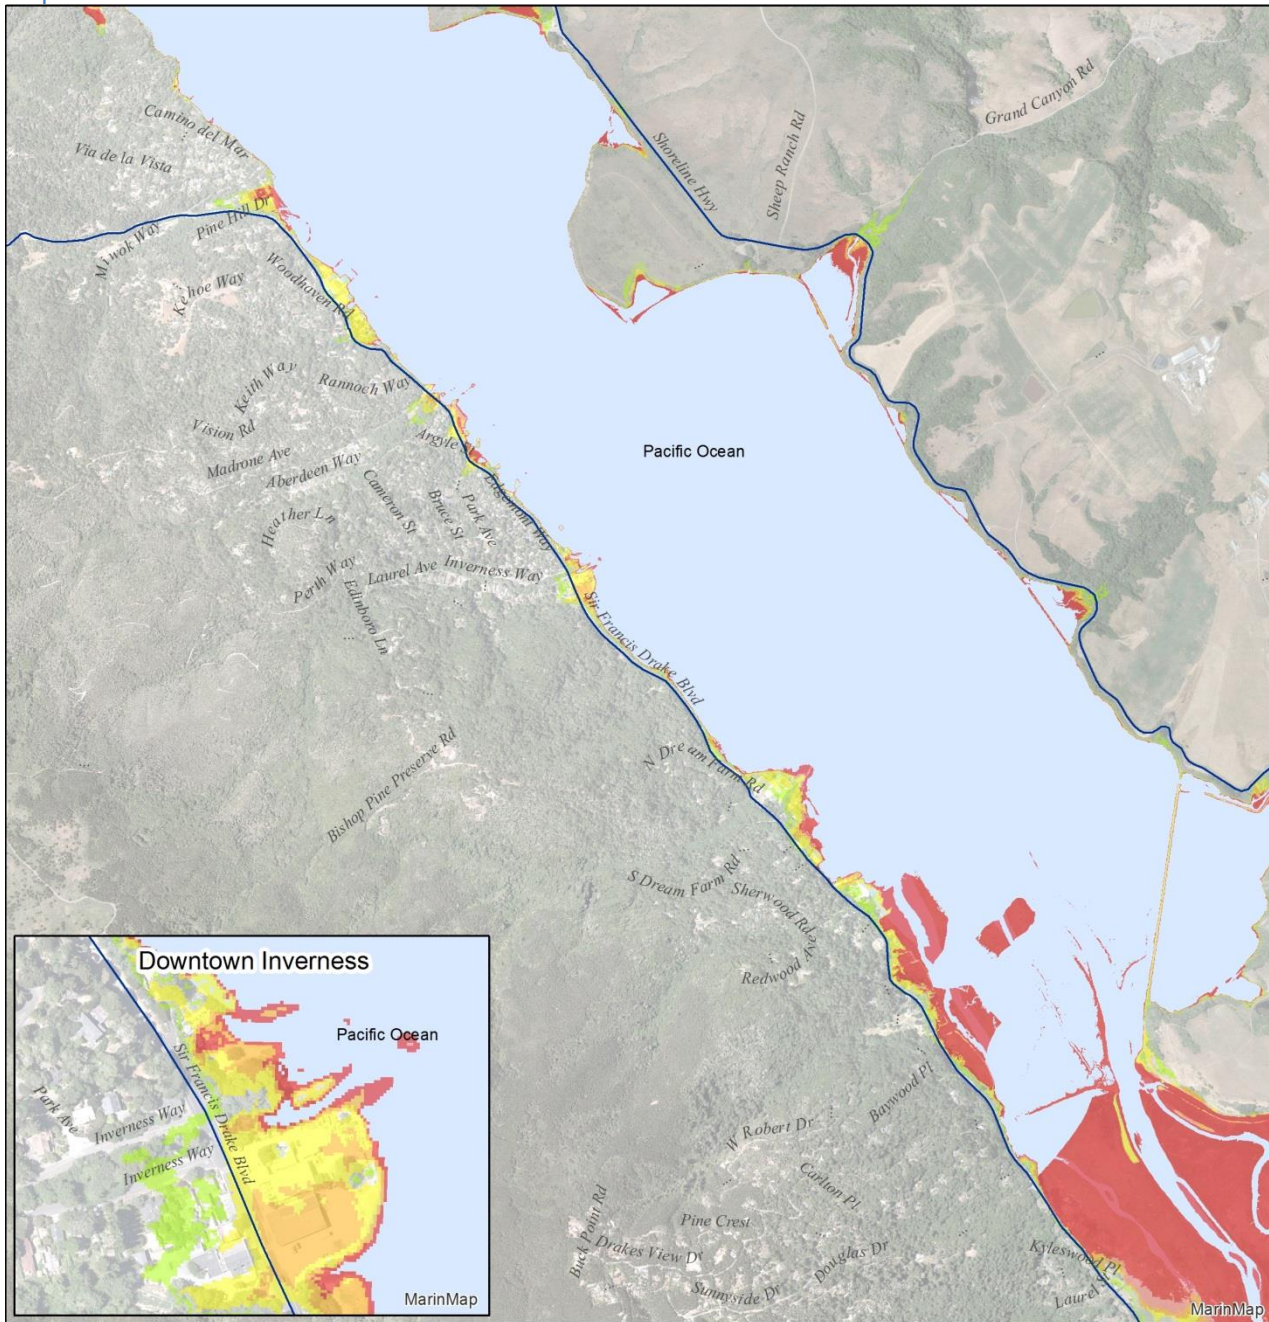 Camino del Mar
Via de la Vista
Pine Hill Dr
Miwok Way
Kehoe Way
Woodhaven Rd
Shoreline Hwy
Sheep Ranch Rd
Grand Canyon Rd
Keith Way
Rannoch Way
Vision Rd
Argyle St
Madrone Ave
Aberdeen Way
Pacific Ocean
Cameron St
Bruce St
Park Ave
Edgemont Way
Heather Ln
Perth Way
Laurel Ave
Inverness Way
Edinboro Ln
Sir Francis Drake Blvd
Bishop Pine Preserve Rd
N Dream Farm Rd
S Dream Farm Rd
Sherwood Rd
Redwood Av
Baywood Pl
W Robert Dr
Carlton Pl
Buck Point Rd
Pine Crest
Drakes View Dr
Douglas Dr
Sunnyside Dr
Kyleswood Pl
Laurel
MarinMap
Downtown Inverness
Pacific Ocean
Sir Francis Drake Blvd
Park Ave
Inverness Way
Inverness Way
MarinMap